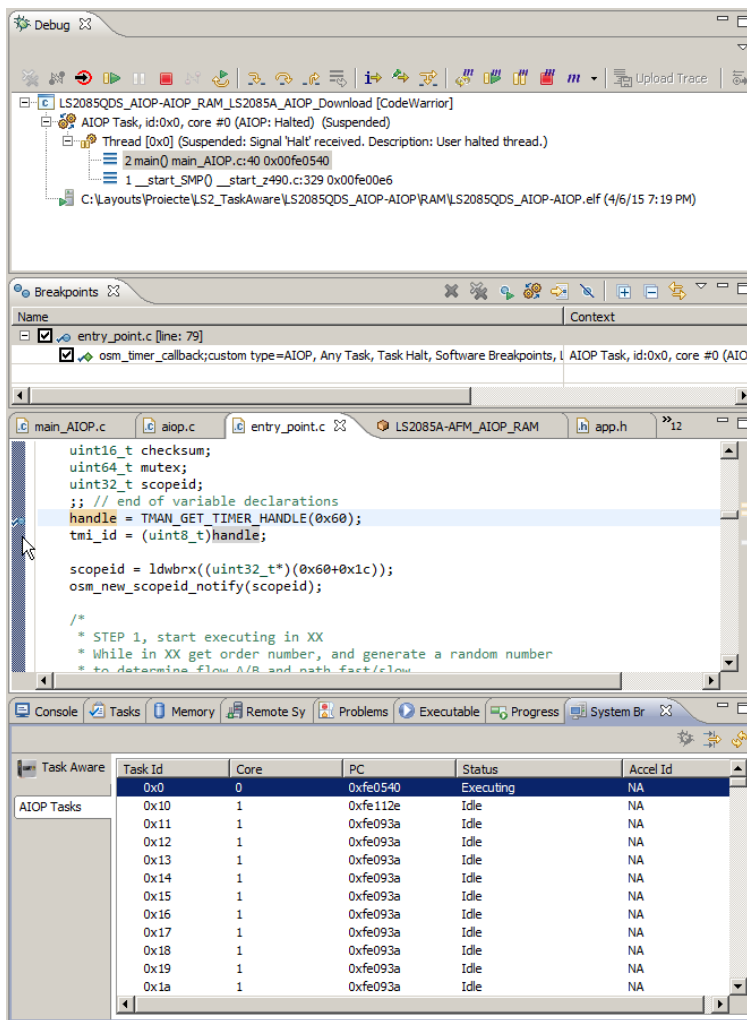 Debug
Upload Trace
LS2085QDS_AIOP-AIOP_RAM_LS2085A_AIOP_Download [CodeWarrior]
AIOP Task, id:0x0, core #0 (AIOP: Halted) (Suspended)
Thread [0x0] (Suspended: Signal 'Halt' received. Description: User halted thread.)
2 main() main_AIOP.c:40 0x00fe0540
1 __start_SMP() __start_z490.c:329 0x00fe00e6
C:\Layouts\Proiecte\LS2_TaskAware\LS2085QDS_AIOP-AIOP\RAM\LS2085QDS_AIOP-AIOP.elf (4/6/15 7:19 PM)
Breakpoints
Name Context
entry_point.c [line: 79]
osm_timer_callback;custom type=AIOP, Any Task, Task Halt, Software Breakpoints, AIOP Task, id:0x0, core #0 (AIO
main_AIOP.c aiop.c entry_point.c LS2085A-AFM_AIOP_RAM app.h »12
uint16_t checksum;
uint64_t mutex;
uint32_t scopeid;
;; // end of variable declarations
handle = TMAN_GET_TIMER_HANDLE(0x60);
tmi_id = (uint8_t)handle;
scopeid = ldwbrx((uint32_t*)(0x60+0x1c));
osm_new_scopeid_notify(scopeid);
/*
* STEP 1, start executing in XX
* While in XX get order number, and generate a random number
* to determine flow A/B and path fast/slow
Console Tasks Memory Remote Sy Problems Executable Progress System Br
Task Aware Task Id Core PC Status Accel Id
0x0 0 0xfe0540 Executing NA
AIOP Tasks 0x10 1 0xfe112e Idle NA
0x11 1 0xfe093a Idle NA
0x12 1 0xfe093a Idle NA
0x13 1 0xfe093a Idle NA
0x14 1 0xfe093a Idle NA
0x15 1 0xfe093a Idle NA
0x16 1 0xfe093a Idle NA
0x17 1 0xfe093a Idle NA
0x18 1 0xfe093a Idle NA
0x19 1 0xfe093a Idle NA
0x1a 1 0xfe093a Idle NA